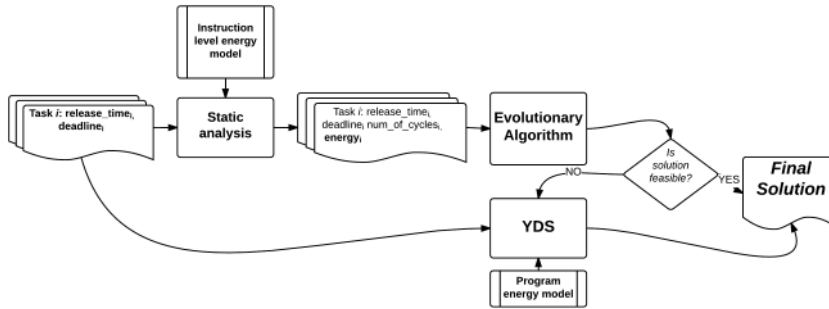 Instruction
level energy
model
Task i: release_timeᵢ,
deadlineᵢ
Static
analysis
Task i: release_timeᵢ,
deadlineᵢ num_of_cyclesᵢ,
energyᵢ
Evolutionary
Algorithm
Is
solution
feasible?
NO
YES
Final
Solution
YDS
Program
energy model